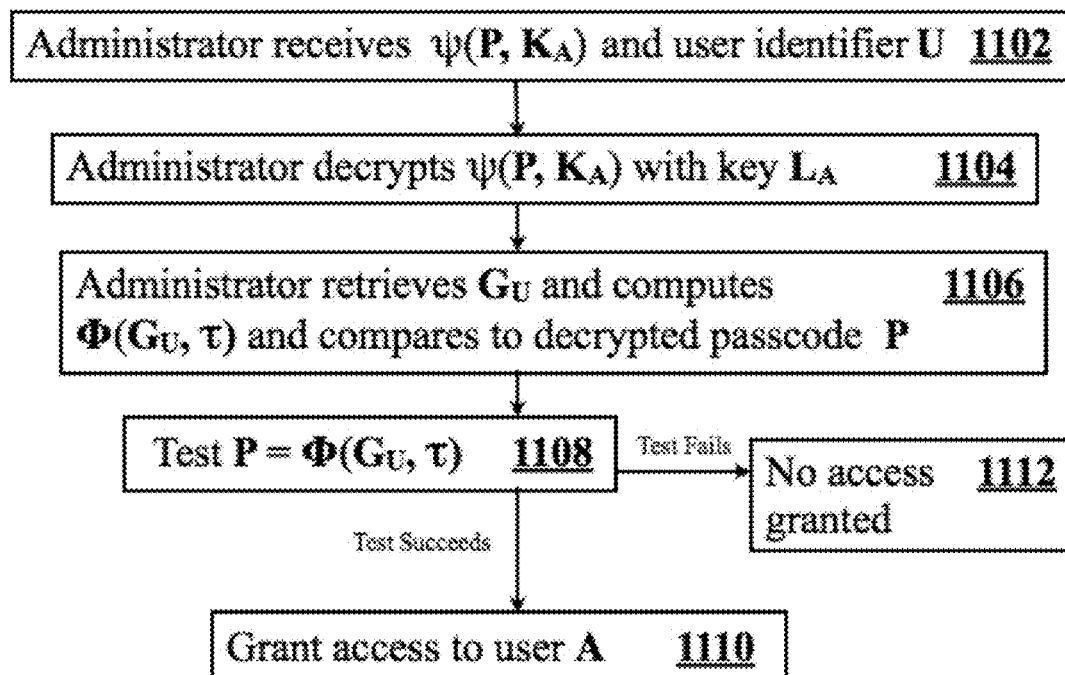 Administrator receives ψ(P, K_A) and user identifier U 1102
Administrator decrypts ψ(P, K_A) with key L_A 1104
Administrator retrieves G_U and computes 1106
Φ(G_U, τ) and compares to decrypted passcode P
Test P = Φ(G_U, τ) 1108
Test Fails
No access 1112
granted
Test Succeeds
Grant access to user A 1110